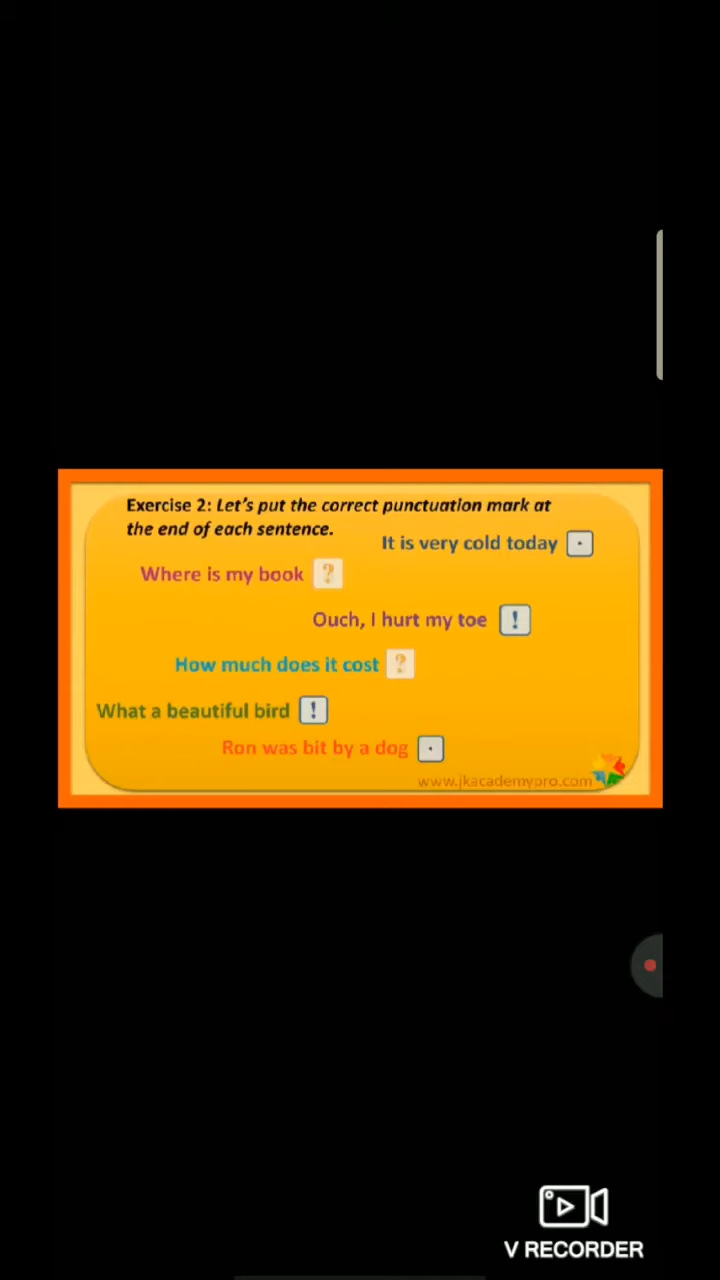 Exercise 2: Let's put the correct punctuation mark at
the end of each sentence.
It is very cold today .
Where is my book ?
Ouch, I hurt my toe !
How much does it cost ?
What a beautiful bird !
Ron was bit by a dog .
www.jkacademypro.com
V RECORDER